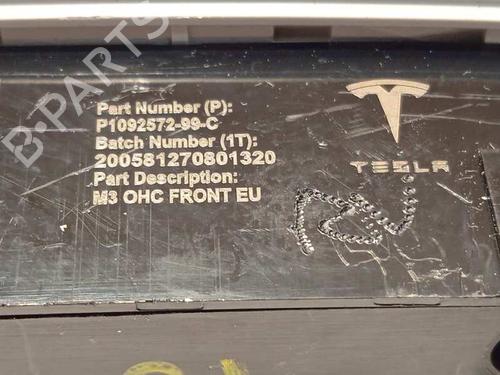 Part Number (P):
P1092572-99-C
Batch Number (1T):
200581270801320
Part Description:
M3 OHC FRONT EU
TESLA
B-PARTS